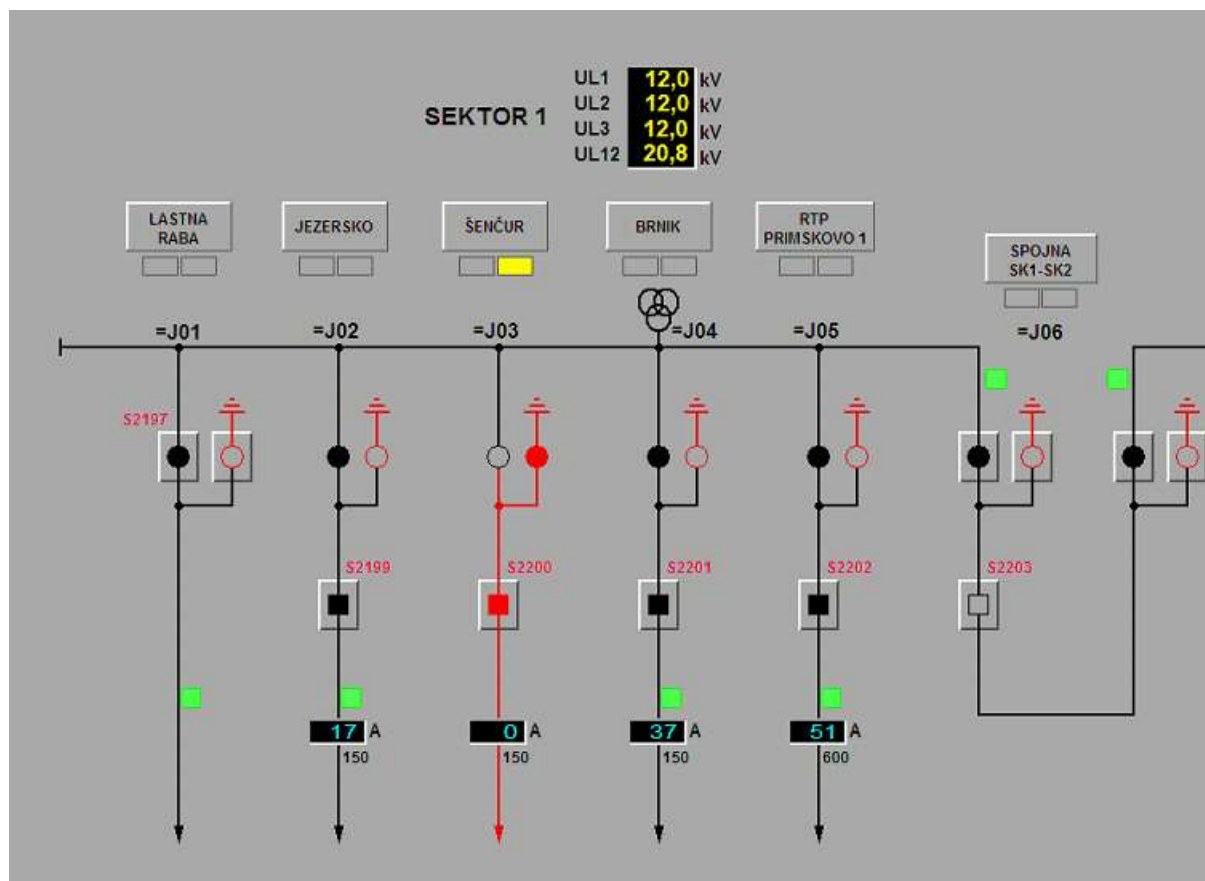 SEKTOR 1
UL1 12,0 kV
UL2 12,0 kV
UL3 12,0 kV
UL12 20,8 kV
LASTNA
RABA
JEZERSKO
ŠENČUR
BRNIK
RTP
PRIMSKOVO 1
SPOJNA
SK1-SK2
=J01
=J02
=J03
=J04
=J05
=J06
S2197
S2199
S2200
S2201
S2202
S2203
17 A
150
0 A
150
37 A
150
51 A
600